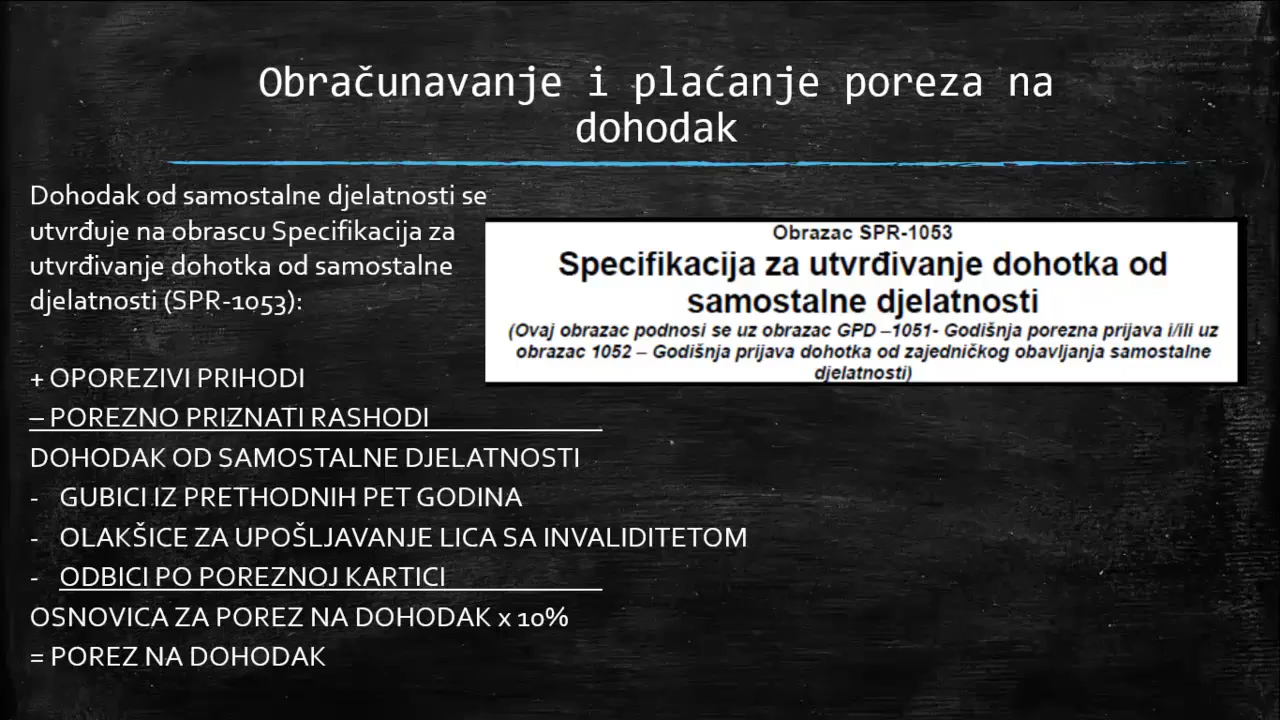 Obračunavanje i plaćanje poreza na
dohodak
Dohodak od samostalne djelatnosti se
utvrđuje na obrascu Specifikacija za
utvrđivanje dohotka od samostalne
djelatnosti (SPR-1053):
+ OPOREZIVI PRIHODI
– POREZNO PRIZNATI RASHODI
DOHODAK OD SAMOSTALNE DJELATNOSTI
- GUBICI IZ PRETHODNIH PET GODINA
- OLAKŠICE ZA UPOŠLJAVANJE LICA SA INVALIDITETOM
- ODBICI PO POREZNOJ KARTICI
OSNOVICA ZA POREZ NA DOHODAK x 10%
= POREZ NA DOHODAK
Obrazac SPR-1053
Specifikacija za utvrđivanje dohotka od
samostalne djelatnosti
(Ovaj obrazac podnosi se uz obrazac GPD –1051- Godišnja porezna prijava i/ili uz
obrazac 1052 – Godišnja prijava dohotka od zajedničkog obavljanja samostalne
djelatnosti)